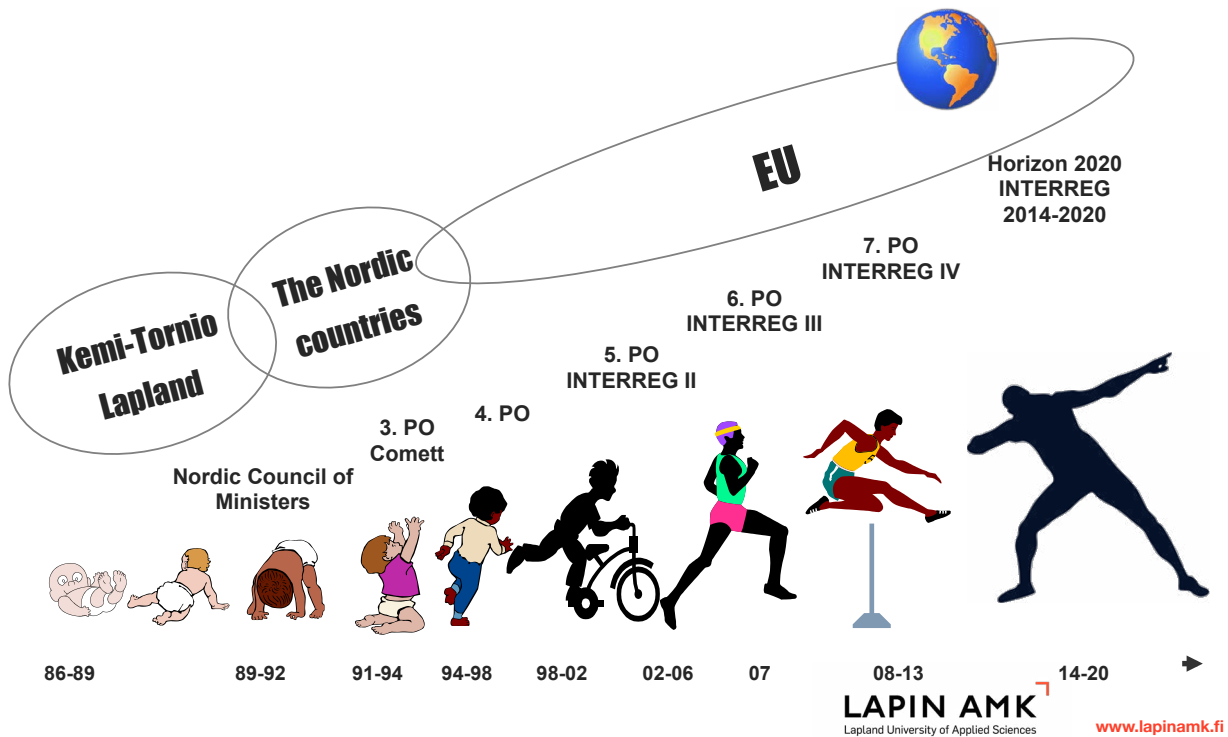 EU
Horizon 2020
INTERREG
2014-2020
The Nordic
countries
7. PO
INTERREG IV
Kemi-Tornio
Lapland
6. PO
INTERREG III
5. PO
INTERREG II
4. PO
3. PO
Comett
Nordic Council of
Ministers
86-89
89-92
91-94
94-98
98-02
02-06
07
08-13
14-20
LAPIN AMK
Lapland University of Applied Sciences
www.lapinamk.fi